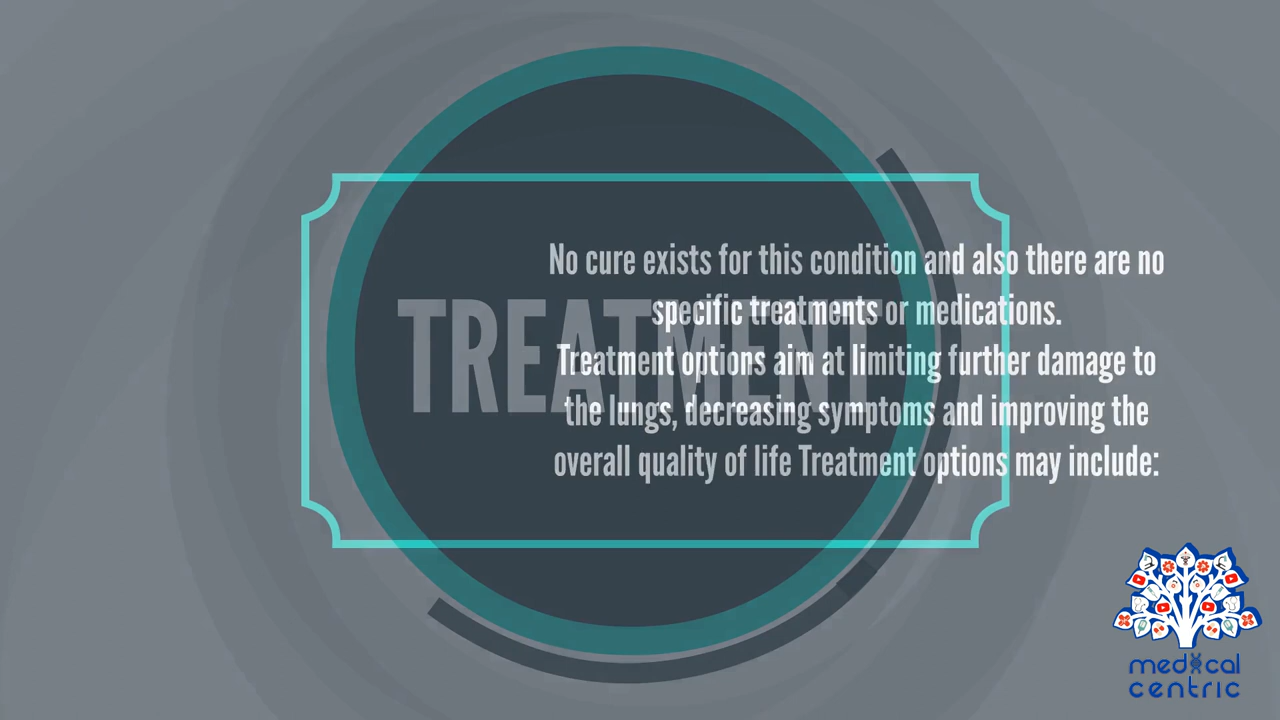 TREATMENT
No cure exists for this condition and also there are no
specific treatments or medications.
Treatment options aim at limiting further damage to
the lungs, decreasing symptoms and improving the
overall quality of life Treatment options may include:
medical
centric